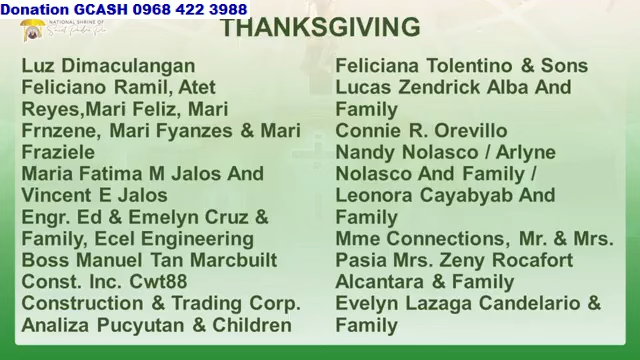 Donation GCASH 0968 422 3988
NATIONAL SHRINE OF
THANKSGIVING
Luz Dimaculangan
Feliciano Ramil, Atet
Reyes,Mari Feliz, Mari
Frnzene, Mari Fyanzes & Mari
Fraziele
Maria Fatima M Jalos And
Vincent E Jalos
Engr. Ed & Emelyn Cruz &
Family, Ecel Engineering
Boss Manuel Tan Marcbuilt
Const. Inc. Cwt88
Construction & Trading Corp.
Analiza Pucyutan & Children
Feliciana Tolentino & Sons
Lucas Zendrick Alba And
Family
Connie R. Orevillo
Nandy Nolasco / Arlyne
Nolasco And Family /
Leonora Cayabyab And
Family
Mme Connections, Mr. & Mrs.
Pasia Mrs. Zeny Rocafort
Alcantara & Family
Evelyn Lazaga Candelario &
Family